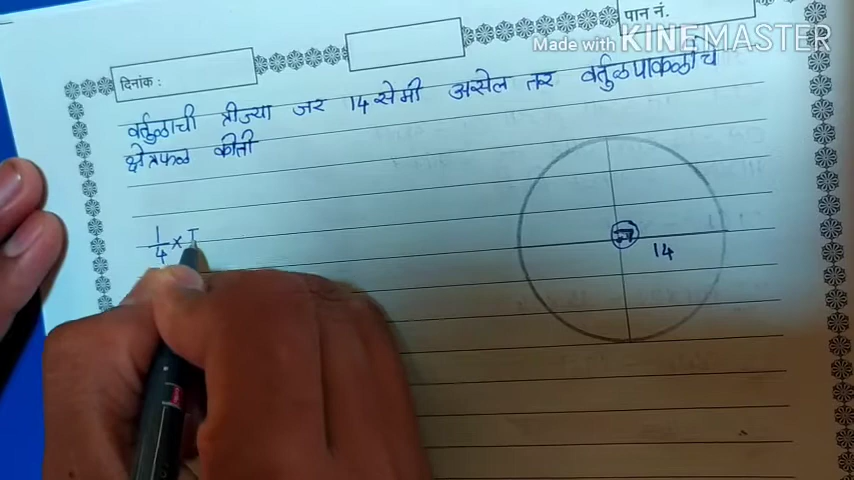 पान नं.
Made with KINEMASTER
दिनांक :
वर्तुळाची त्रीज्या जर 14 सेमी असेल तर वर्तुळपाकळीचे
क्षेत्रफळ कीती
1/4 ×
14